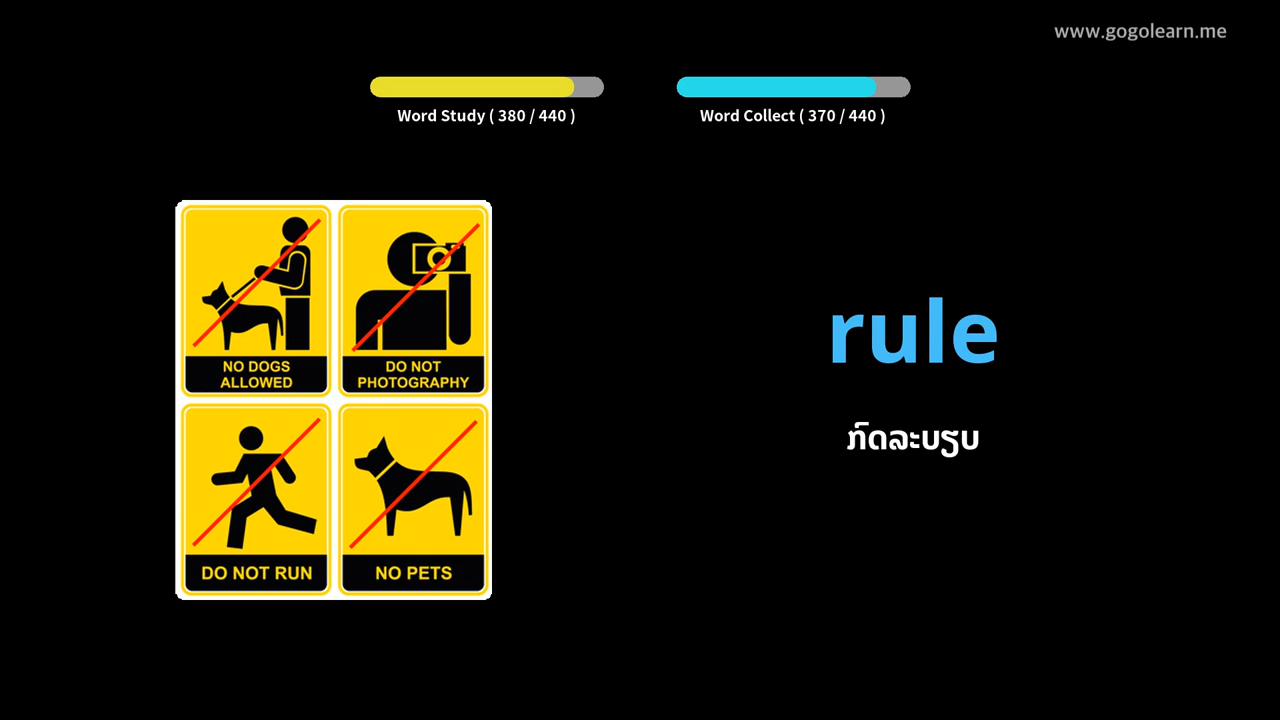 www.gogolearn.me
Word Study ( 380 / 440 )
Word Collect ( 370 / 440 )
NO DOGS
ALLOWED
DO NOT
PHOTOGRAPHY
DO NOT RUN
NO PETS
rule
ກົດລະບຽບ